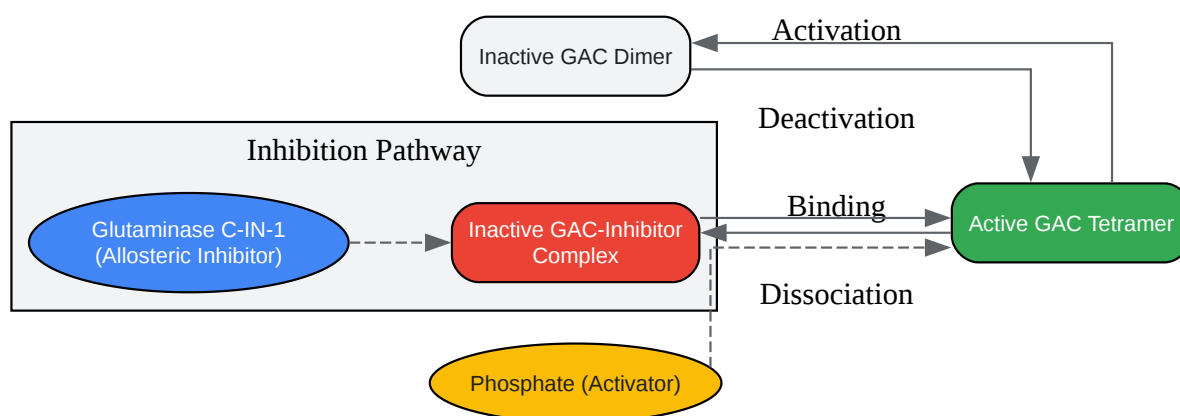 Activation
Inactive GAC Dimer
Deactivation
Inhibition Pathway
Glutaminase C-IN-1
(Allosteric Inhibitor)
Inactive GAC-Inhibitor
Complex
Binding
Active GAC Tetramer
Dissociation
Phosphate (Activator)